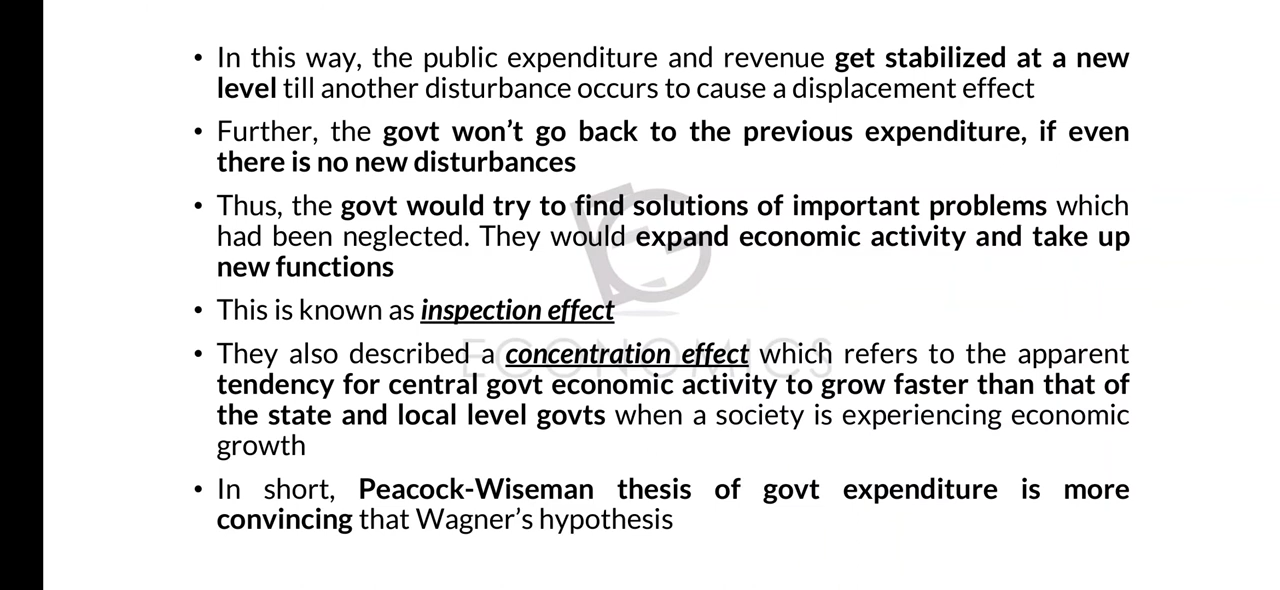 • In this way, the public expenditure and revenue get stabilized at a new
level till another disturbance occurs to cause a displacement effect
• Further, the govt won't go back to the previous expenditure, if even
there is no new disturbances
• Thus, the govt would try to find solutions of important problems which
had been neglected. They would expand economic activity and take up
new functions
• This is known as inspection effect
• They also described a concentration effect which refers to the apparent
tendency for central govt economic activity to grow faster than that of
the state and local level govts when a society is experiencing economic
growth
• In short, Peacock-Wiseman thesis of govt expenditure is more
convincing that Wagner's hypothesis
ECONOMICS